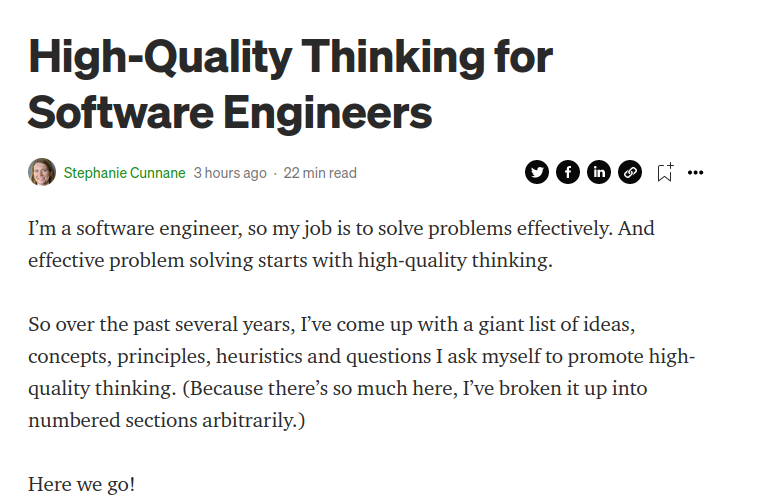 High-Quality Thinking for
Software Engineers
Stephanie Cunnane 3 hours ago · 22 min read
I'm a software engineer, so my job is to solve problems effectively. And
effective problem solving starts with high-quality thinking.
So over the past several years, I've come up with a giant list of ideas,
concepts, principles, heuristics and questions I ask myself to promote high-
quality thinking. (Because there's so much here, I've broken it up into
numbered sections arbitrarily.)
Here we go!